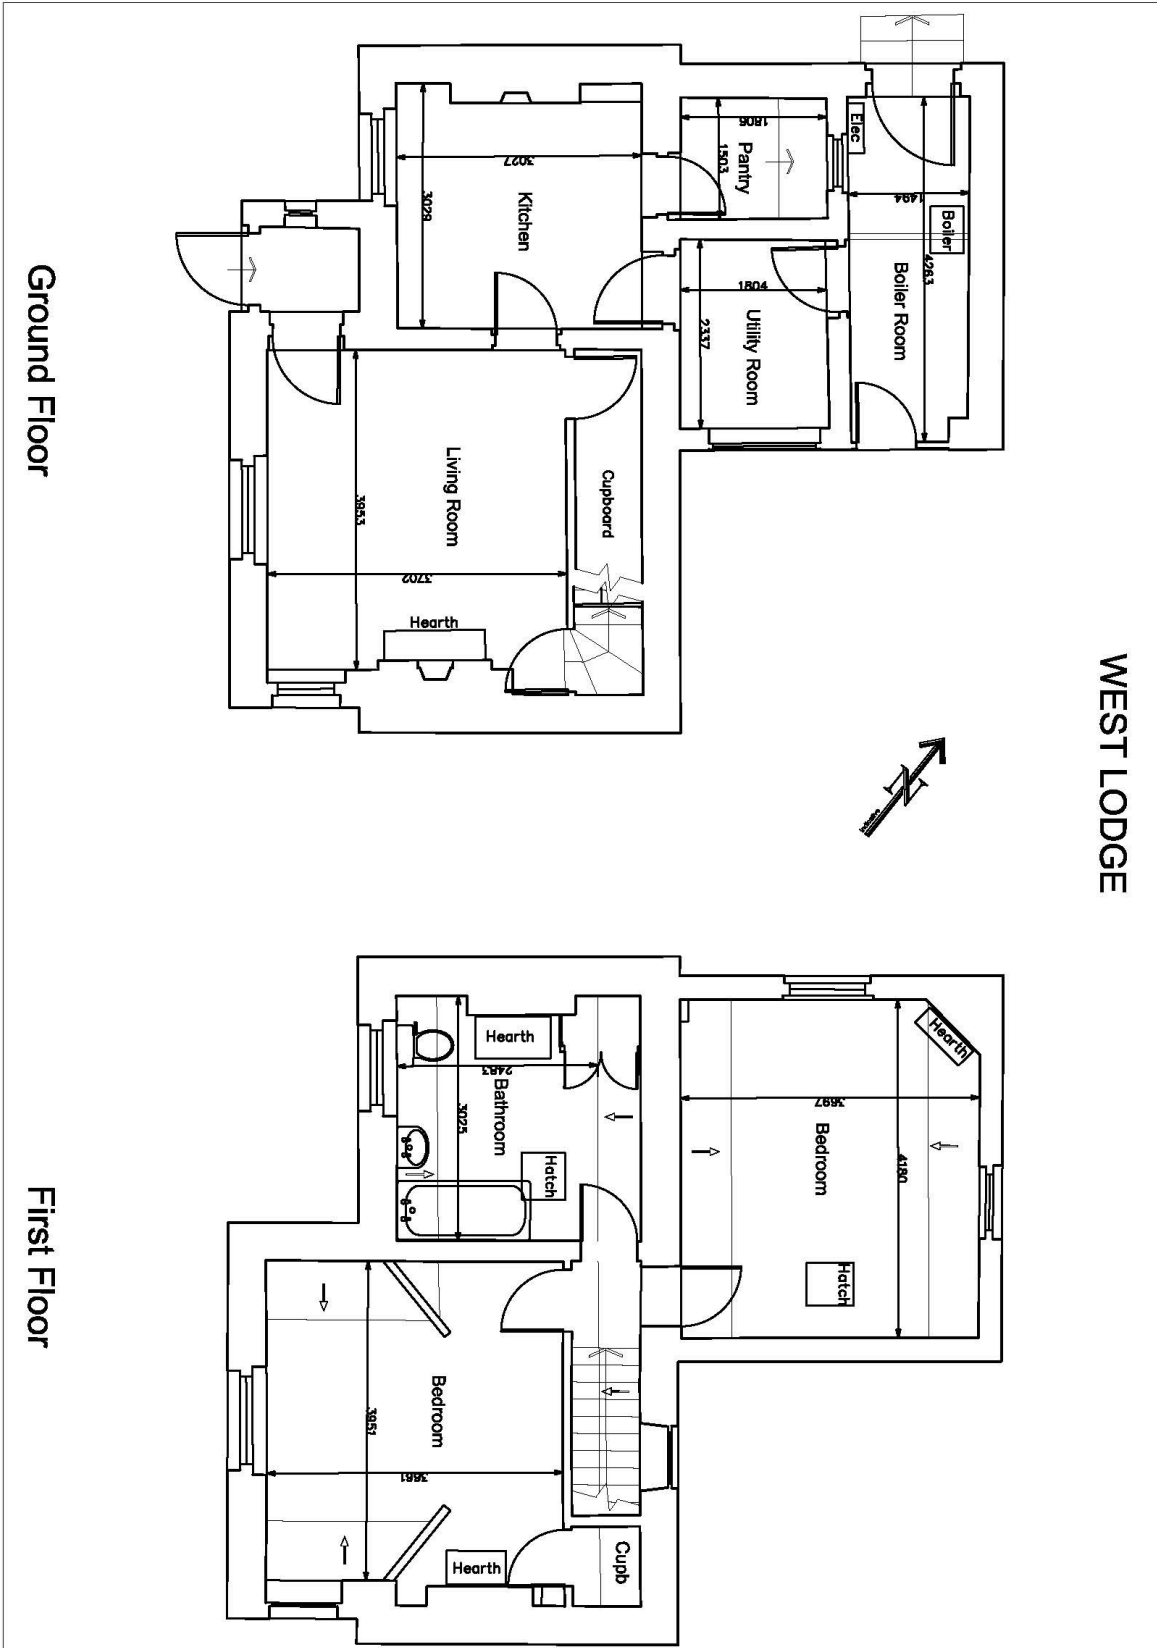 WEST LODGE
Elec
1806
1503
Pantry
1494
Boiler
4263
Boiler Room
3027
3029
Kitchen
1804
2337
Utility Room
Living Room
3953
3702
Cupboard
Hearth
Ground Floor
N
Hearth
2483
3025
Bathroom
Hatch
Hearth
3697
4180
Bedroom
Hatch
Bedroom
3951
3661
Hearth
Cupb
First Floor